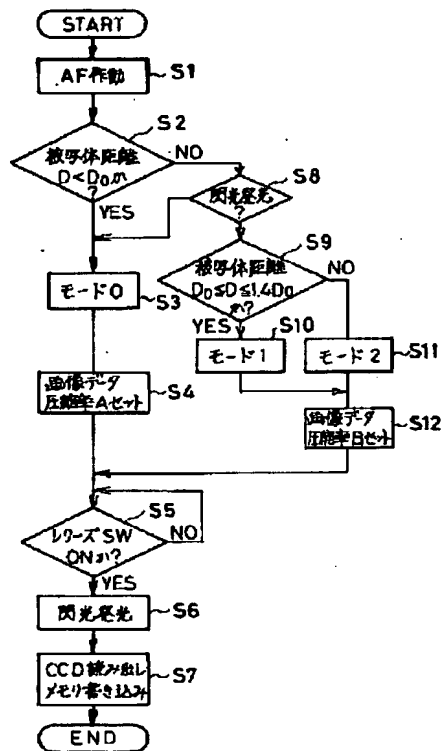 START
AF作動
S1
S2
被写体距離
D<D₀か
?
NO
YES
S8
閃光発光
?
S9
被写体距離
D₀≤D≤1.4D₀
か?
NO
YES
モード0
S3
S10
モード1
モード2
S11
画像データ
圧縮率Aセット
S4
画像データ
圧縮率Bセット
S12
S5
レリーズSW
ONか?
NO
YES
閃光発光
S6
CCD読み出し
メモリ書き込み
S7
END